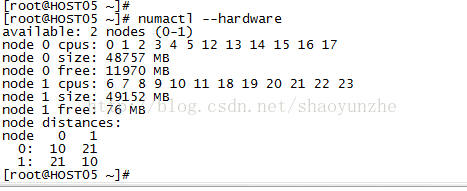 [root@HOST05 ~]#
[root@HOST05 ~]# numactl --hardware
available: 2 nodes (0-1)
node 0 cpus: 0 1 2 3 4 5 12 13 14 15 16 17
node 0 size: 48757 MB
node 0 free: 11970 MB
node 1 cpus: 6 7 8 9 10 11 18 19 20 21 22 23
node 1 size: 49152 MB
node 1 free: 76 MB
http://blog.csdn.net/shaoyunzhe
node distances:
node 0 1
0: 10 21
1: 21 10
[root@HOST05 ~]#